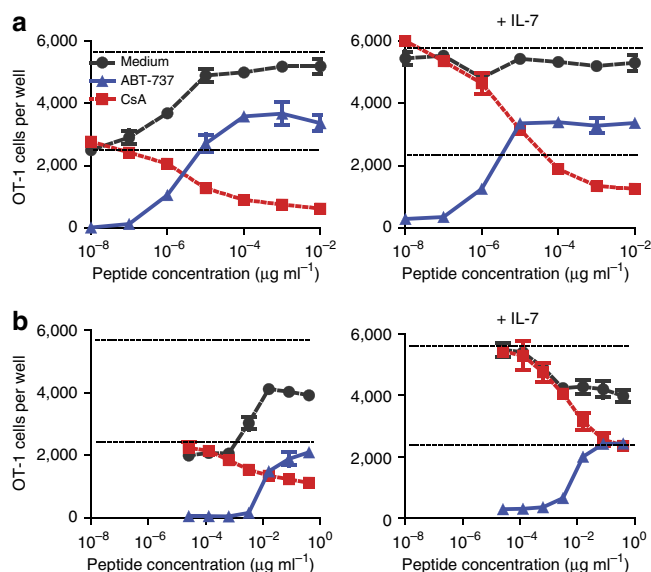 a
+ IL-7
OT-1 cells per well
6,000
4,000
2,000
0
Medium
ABT-737
CsA
10⁻⁸ 10⁻⁶ 10⁻⁴ 10⁻²
Peptide concentration (μg ml⁻¹)
6,000
4,000
2,000
0
10⁻⁸ 10⁻⁶ 10⁻⁴ 10⁻²
Peptide concentration (μg ml⁻¹)
b
+ IL-7
OT-1 cells per well
6,000
4,000
2,000
0
10⁻⁸ 10⁻⁶ 10⁻⁴ 10⁻² 10⁰
Peptide concentration (μg ml⁻¹)
6,000
4,000
2,000
0
10⁻⁸ 10⁻⁶ 10⁻⁴ 10⁻² 10⁰
Peptide concentration (μg ml⁻¹)